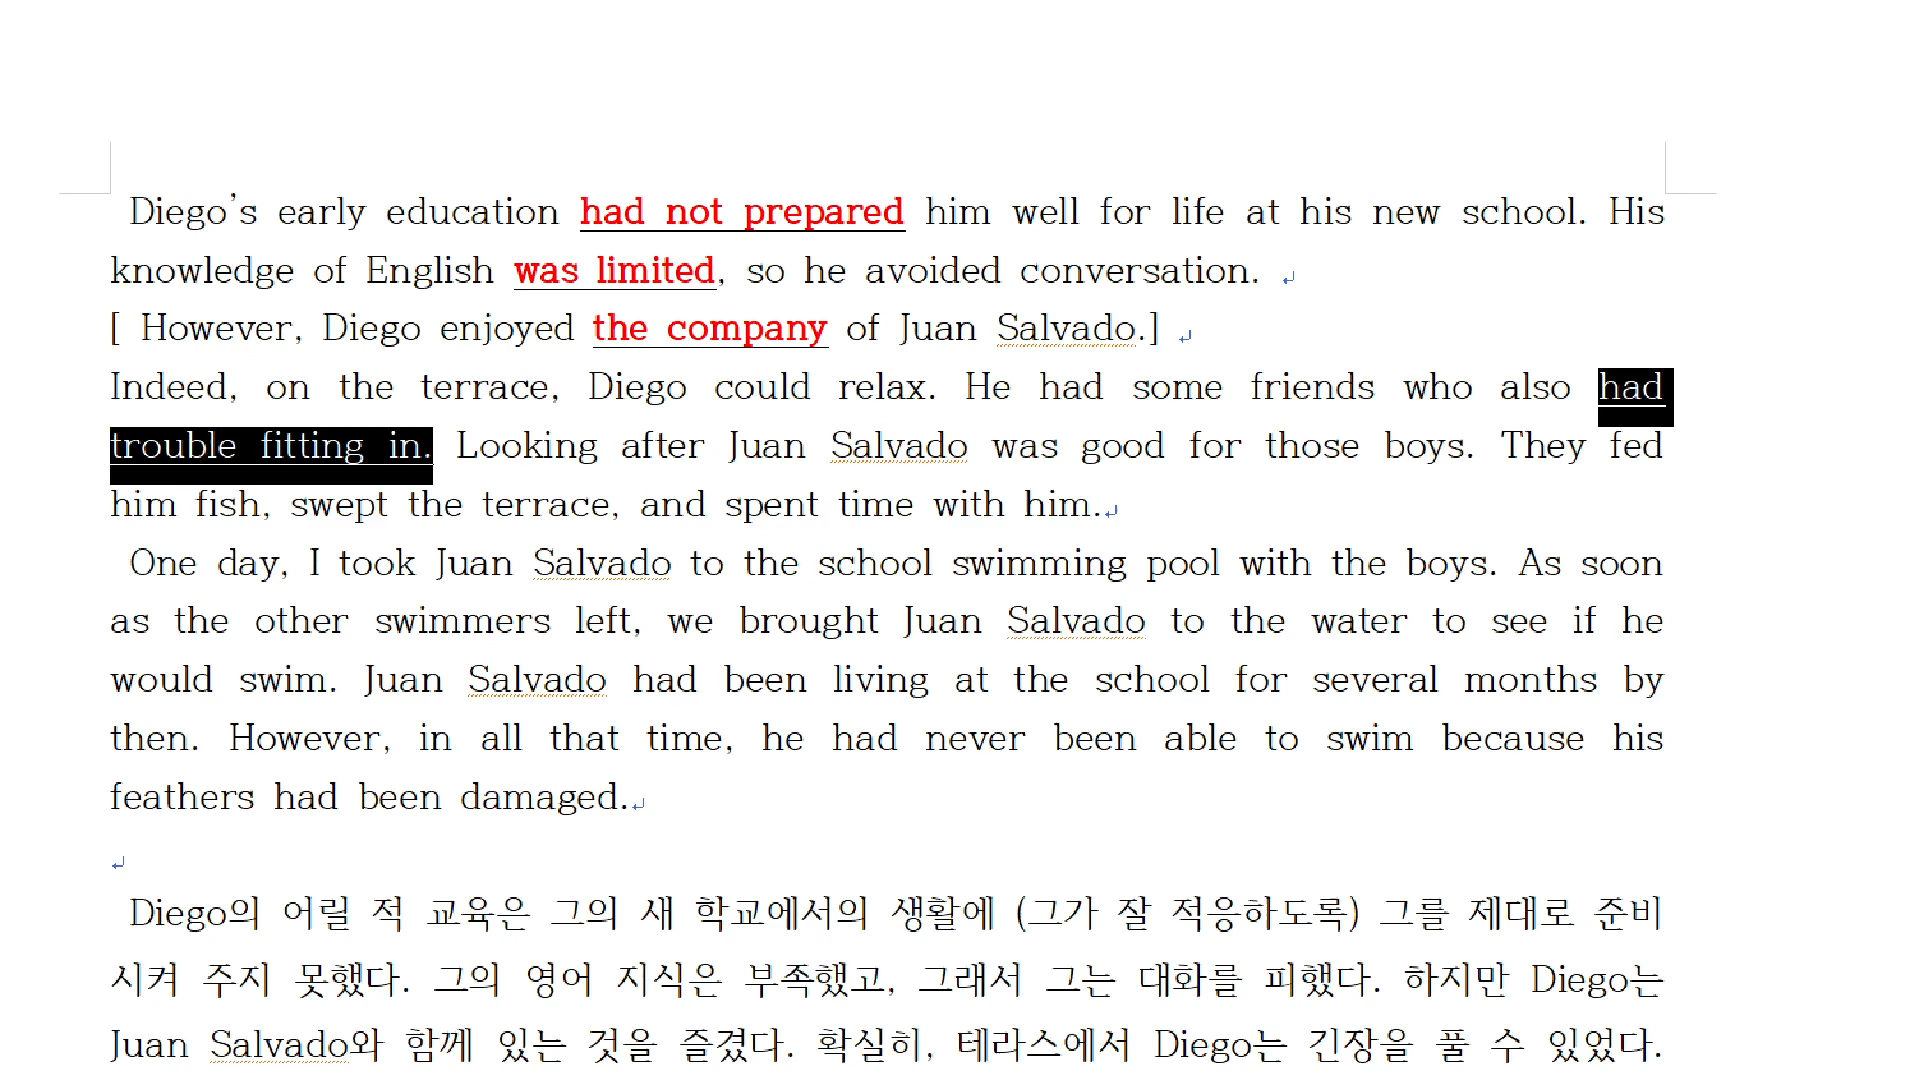 Diego's early education had not prepared him well for life at his new school. His
knowledge of English was limited, so he avoided conversation.
[ However, Diego enjoyed the company of Juan Salvado.]
Indeed, on the terrace, Diego could relax. He had some friends who also had
trouble fitting in. Looking after Juan Salvado was good for those boys. They fed
him fish, swept the terrace, and spent time with him.
One day, I took Juan Salvado to the school swimming pool with the boys. As soon
as the other swimmers left, we brought Juan Salvado to the water to see if he
would swim. Juan Salvado had been living at the school for several months by
then. However, in all that time, he had never been able to swim because his
feathers had been damaged.
Diego의 어릴 적 교육은 그의 새 학교에서의 생활에 (그가 잘 적응하도록) 그를 제대로 준비
시켜 주지 못했다. 그의 영어 지식은 부족했고, 그래서 그는 대화를 피했다. 하지만 Diego는
Juan Salvado와 함께 있는 것을 즐겼다. 확실히, 테라스에서 Diego는 긴장을 풀 수 있었다.